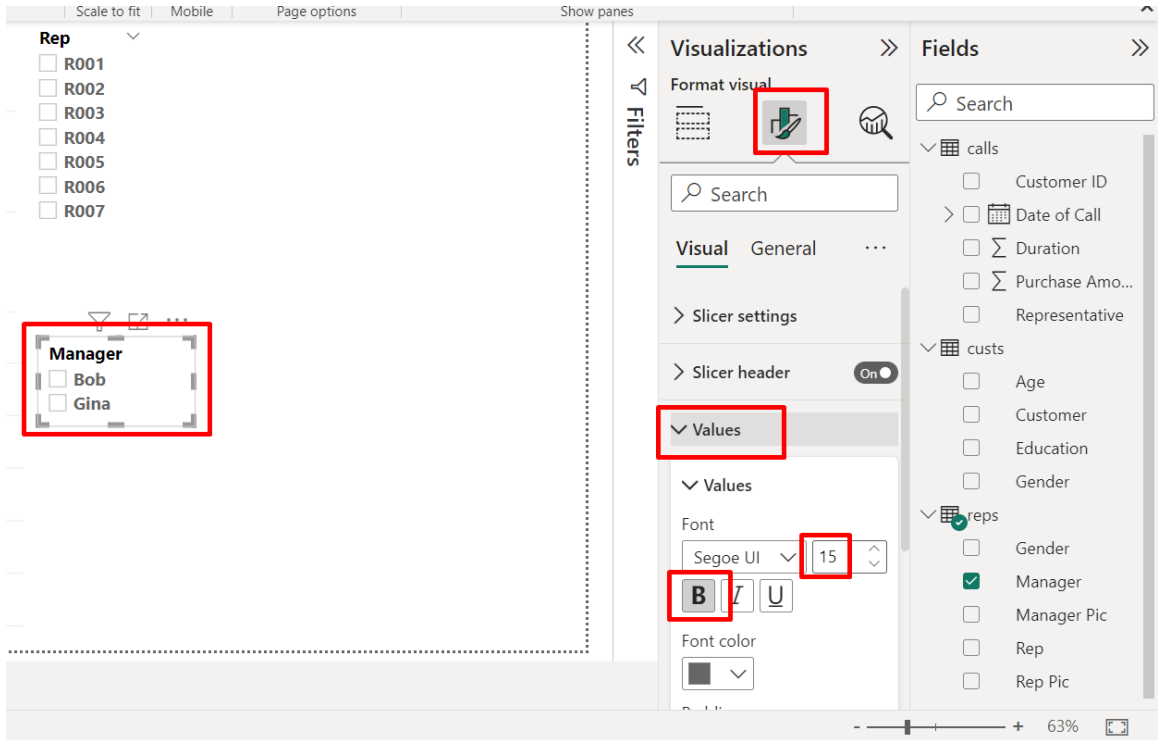 Scale to fit Mobile Page options Show panes
Rep
R001
R002
R003
R004
R005
R006
R007
Manager
Bob
Gina
Filters
Visualizations
Format visual
Search
Visual General ...
Slicer settings
Slicer header On
Values
Values
Font
Segoe UI 15
B I U
Font color
Fields
Search
calls
Customer ID
Date of Call
Duration
Purchase Amo...
Representative
custs
Age
Customer
Education
Gender
reps
Gender
Manager
Manager Pic
Rep
Rep Pic
- + 63%